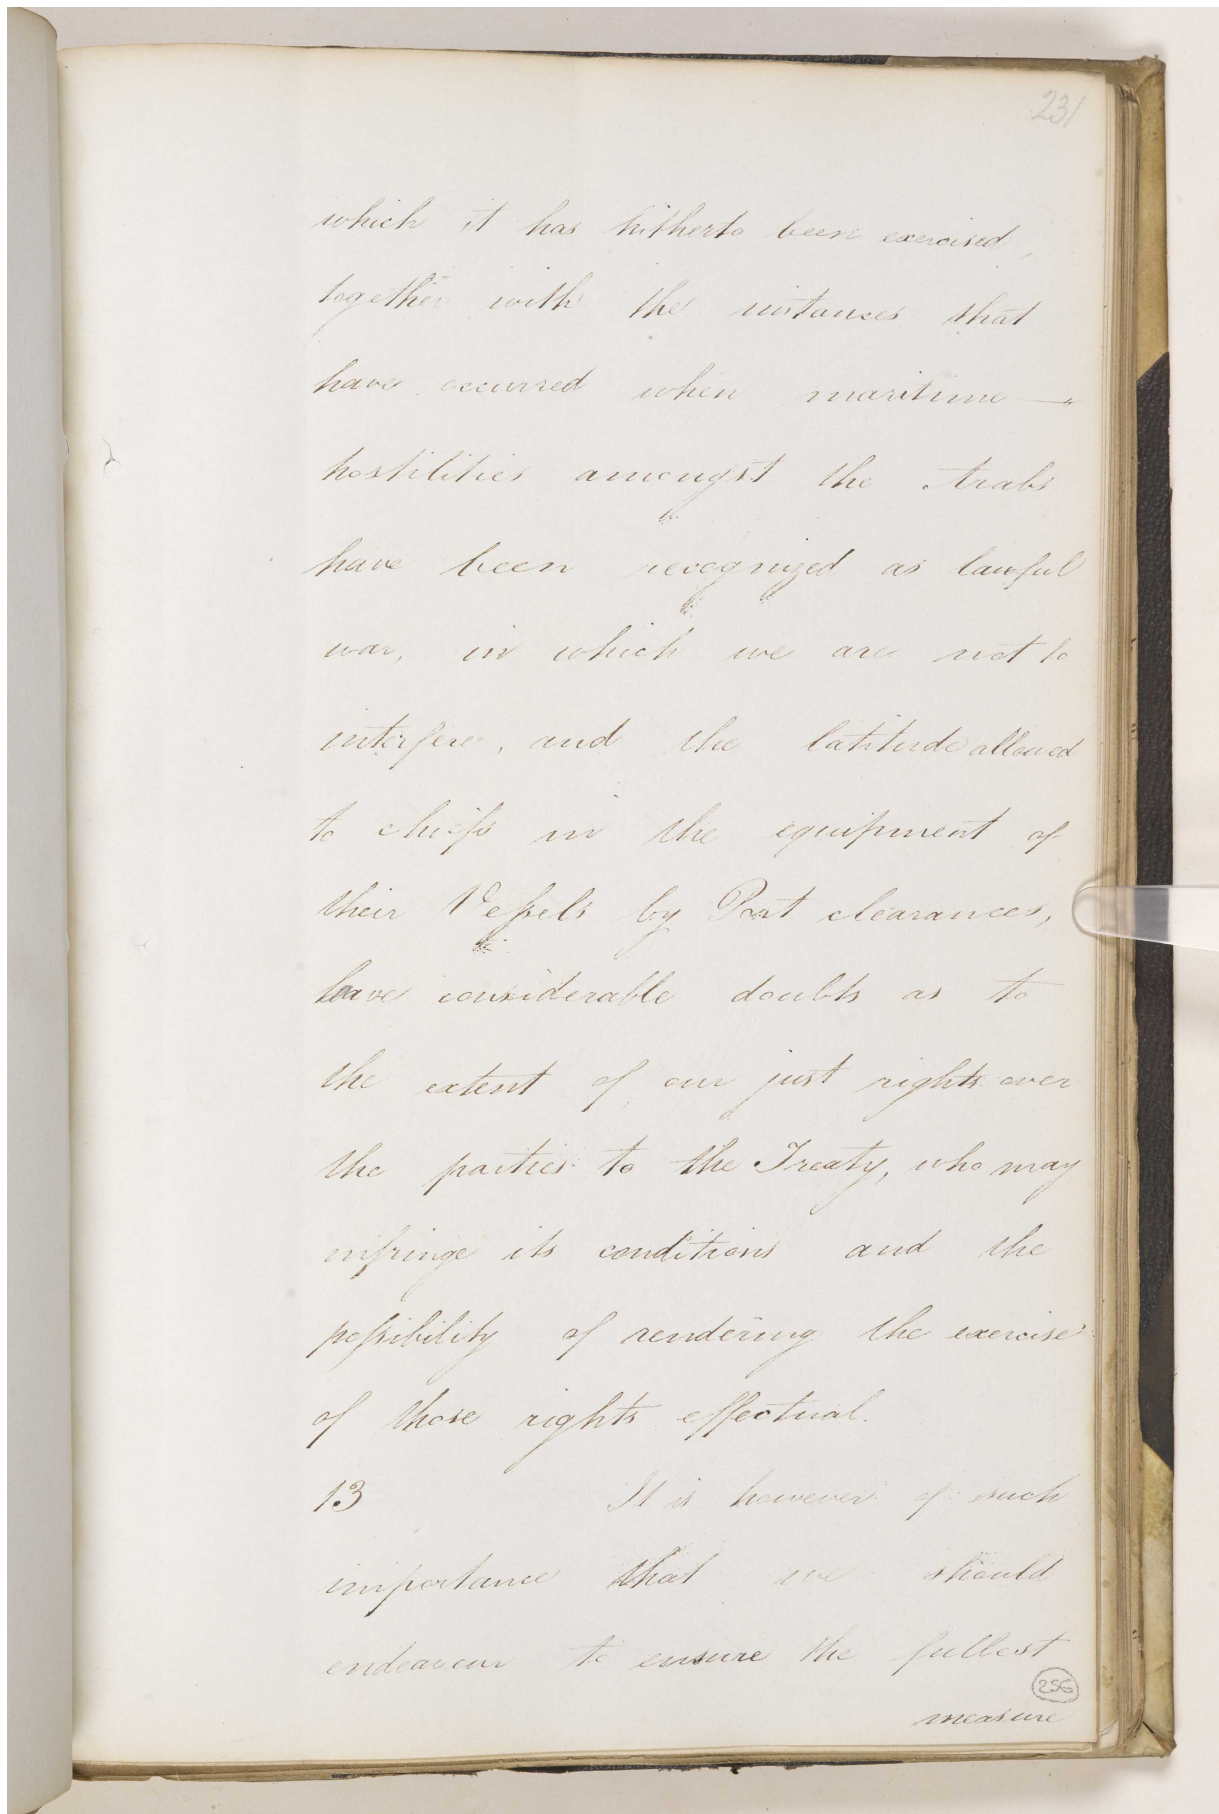 231
which it has hitherto been exercised,
together with the instances that
have occurred when maritime —
hostilities amongst the Arabs
have been recognized as lawful
war, in which we are not to
interfere, and the latitude allowed
to chiefs in the equipment of
their Vessels by Port clearances,
leave considerable doubts as to
the extent of our just rights over
the parties to the Treaty, who may
infringe its conditions and the
possibility of rendering the exercise
of those rights effectual.
13 It is however of such
importance that we should
endeavour to ensure the fullest
256
measure